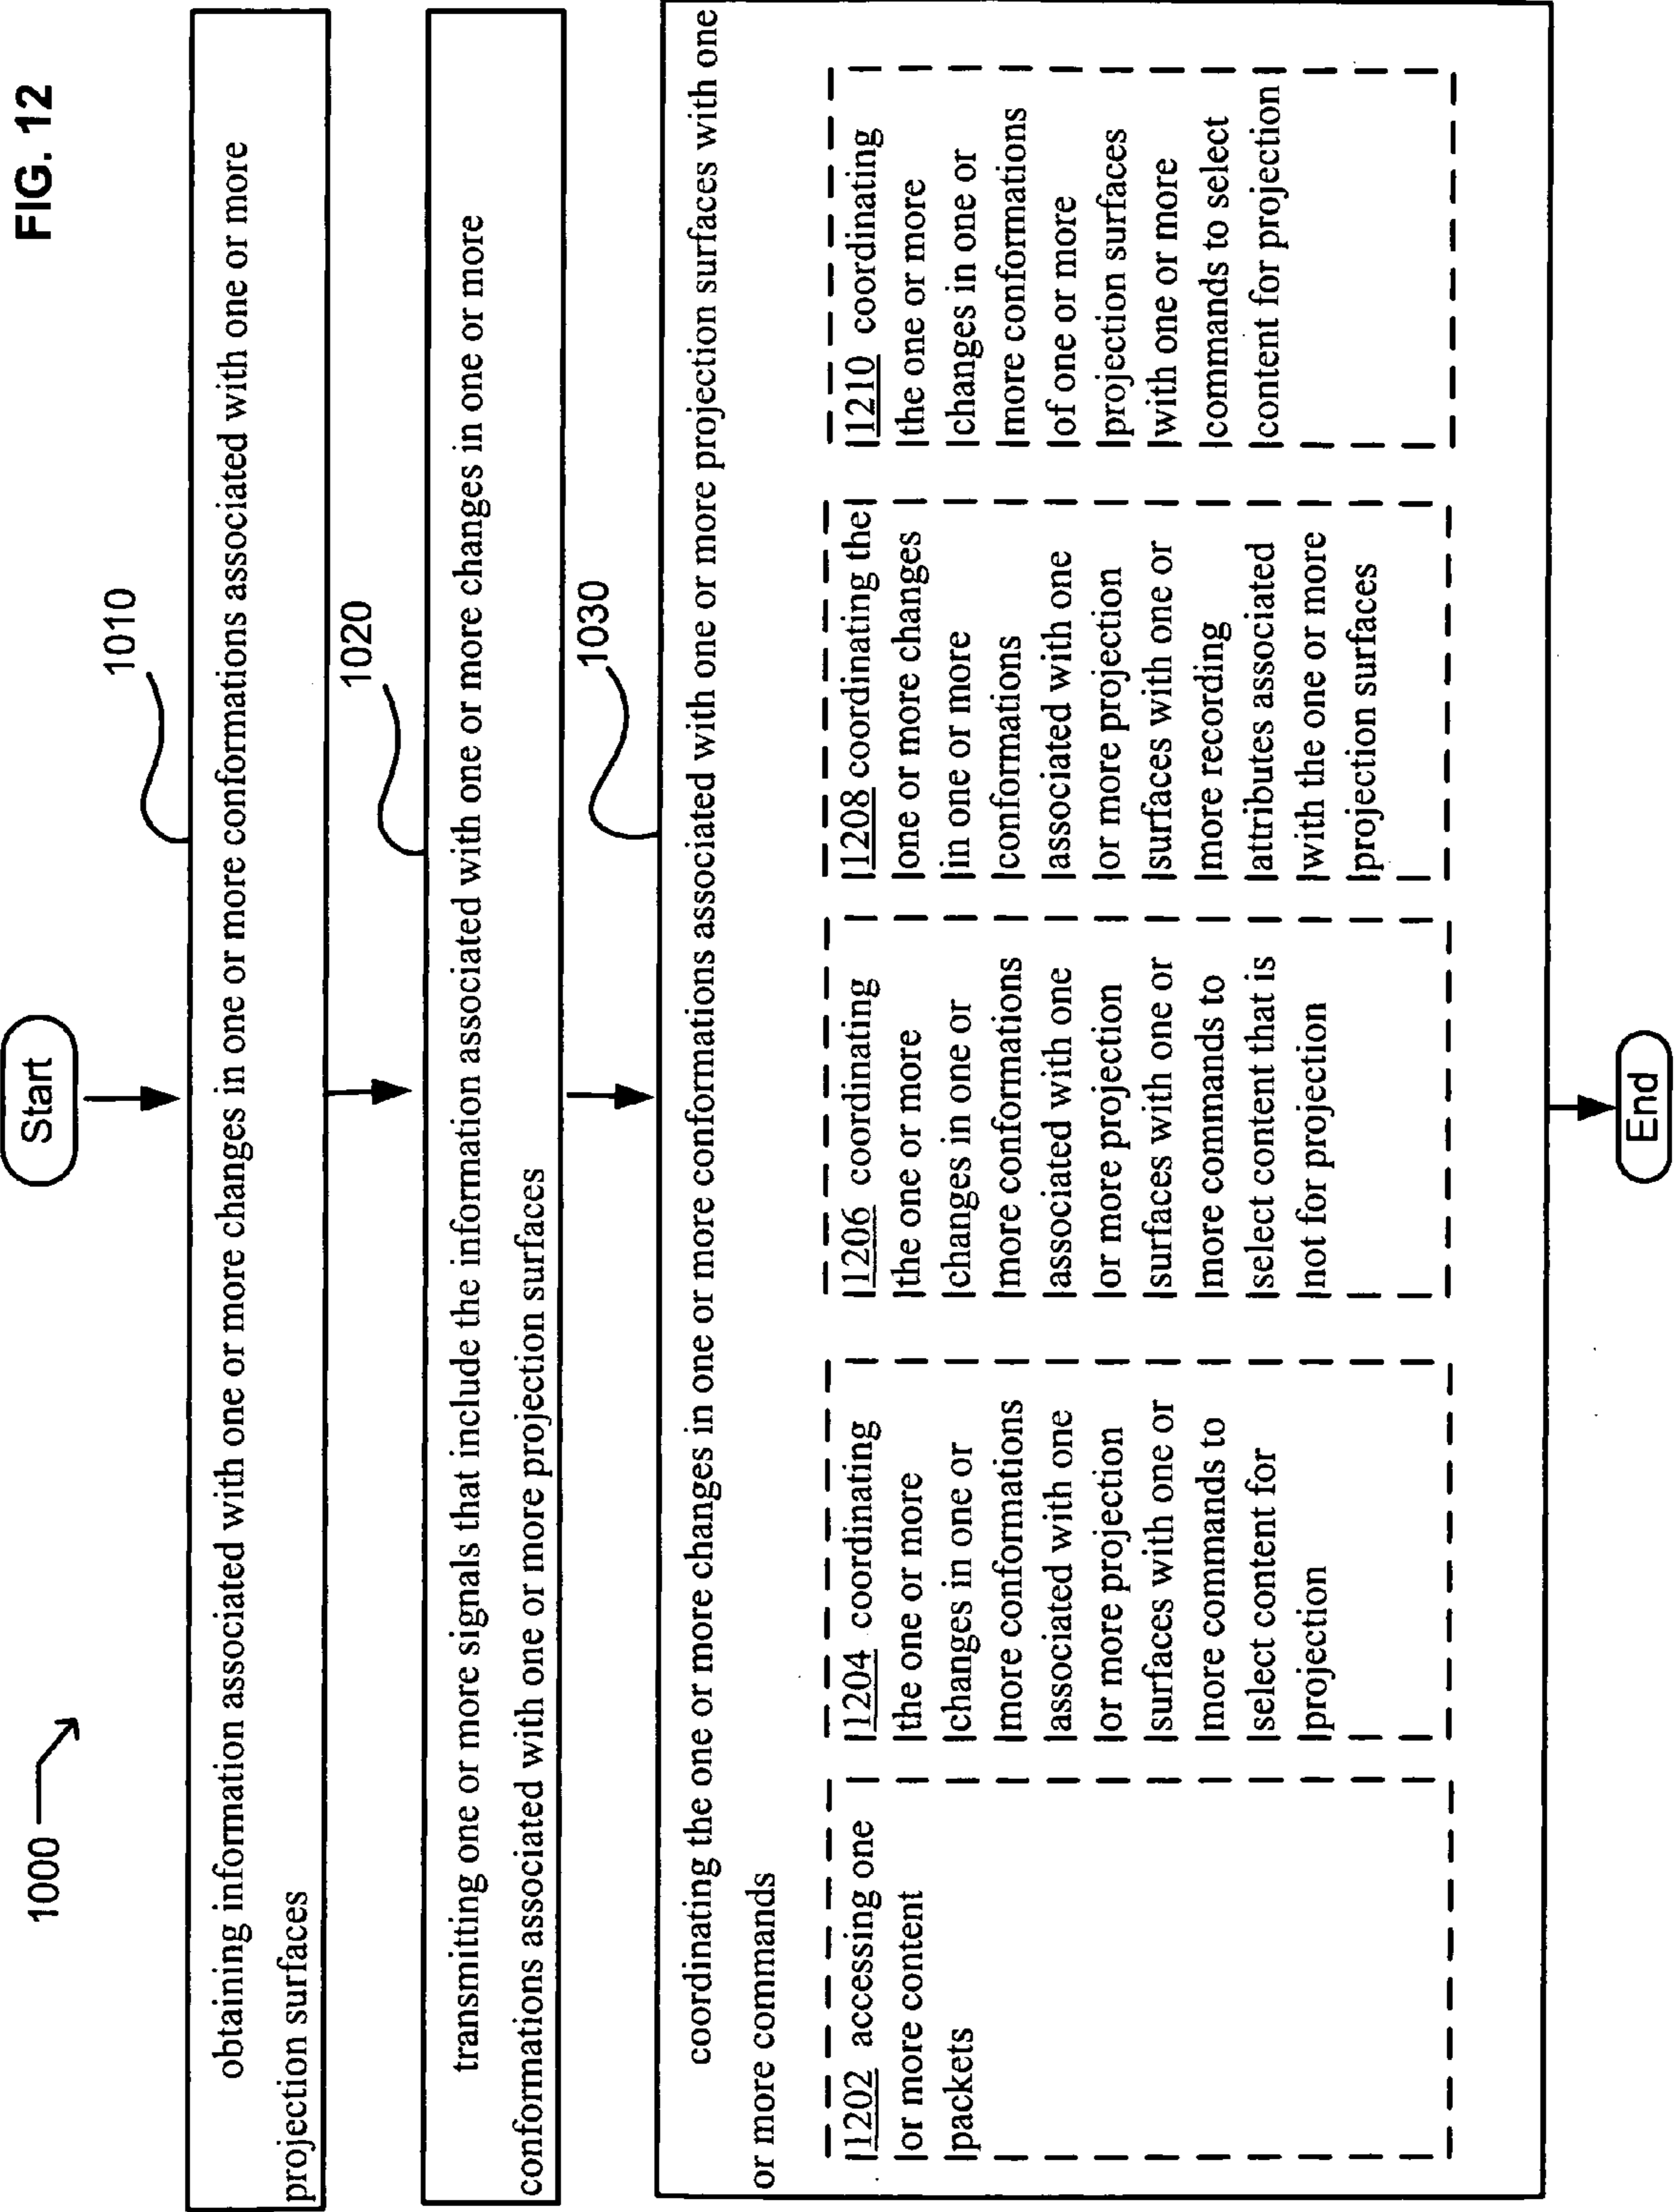 FIG. 12
1000
Start
1010
obtaining information associated with one or more changes in one or more conformations associated with one or more
projection surfaces
1020
transmitting one or more signals that include the information associated with one or more changes in one or more
conformations associated with one or more projection surfaces
1030
coordinating the one or more changes in one or more conformations associated with one or more projection surfaces with one
or more commands
1202 accessing one
or more content
packets
1204 coordinating
the one or more
changes in one or
more conformations
associated with one
or more projection
surfaces with one or
more commands to
select content for
projection
1206 coordinating
the one or more
changes in one or
more conformations
associated with one
or more projection
surfaces with one or
more commands to
select content that is
not for projection
1208 coordinating the
one or more changes
in one or more
conformations
associated with one
or more projection
surfaces with one or
more recording
attributes associated
with the one or more
projection surfaces
1210 coordinating
the one or more
changes in one or
more conformations
of one or more
projection surfaces
with one or more
commands to select
content for projection
End